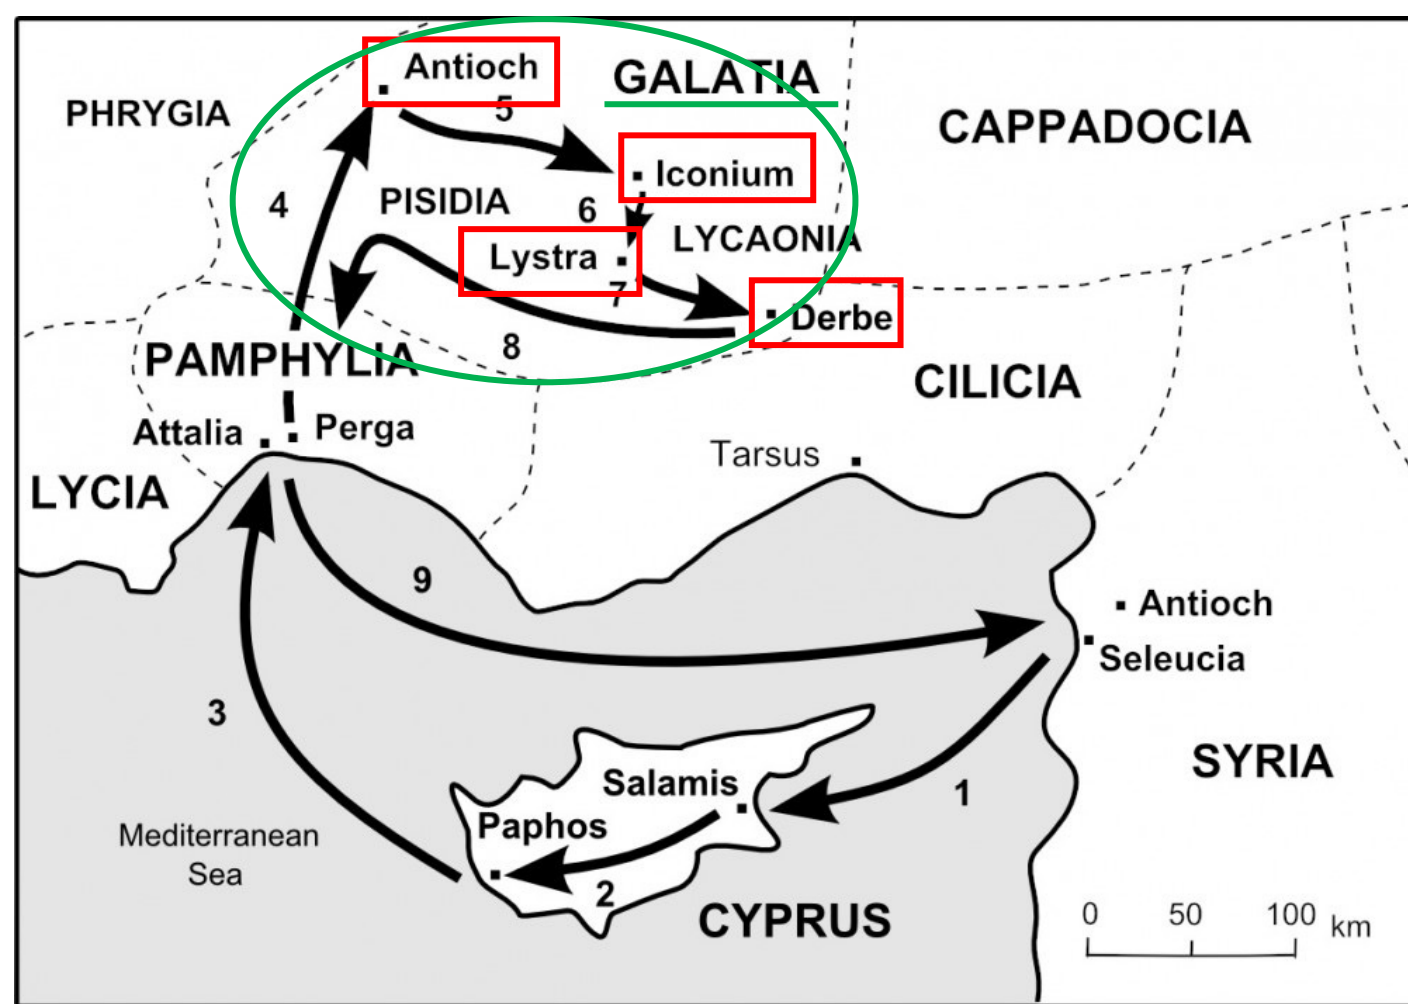 Antioch
GALATIA
5
PHRYGIA
CAPPADOCIA
Iconium
4
PISIDIA
6
LYCAONIA
Lystra
7
Derbe
8
PAMPHYLIA
CILICIA
Attalia
Perga
Tarsus
LYCIA
9
Antioch
Seleucia
3
SYRIA
Salamis
1
Paphos
Mediterranean
Sea
2
CYPRUS
0 50 100 km